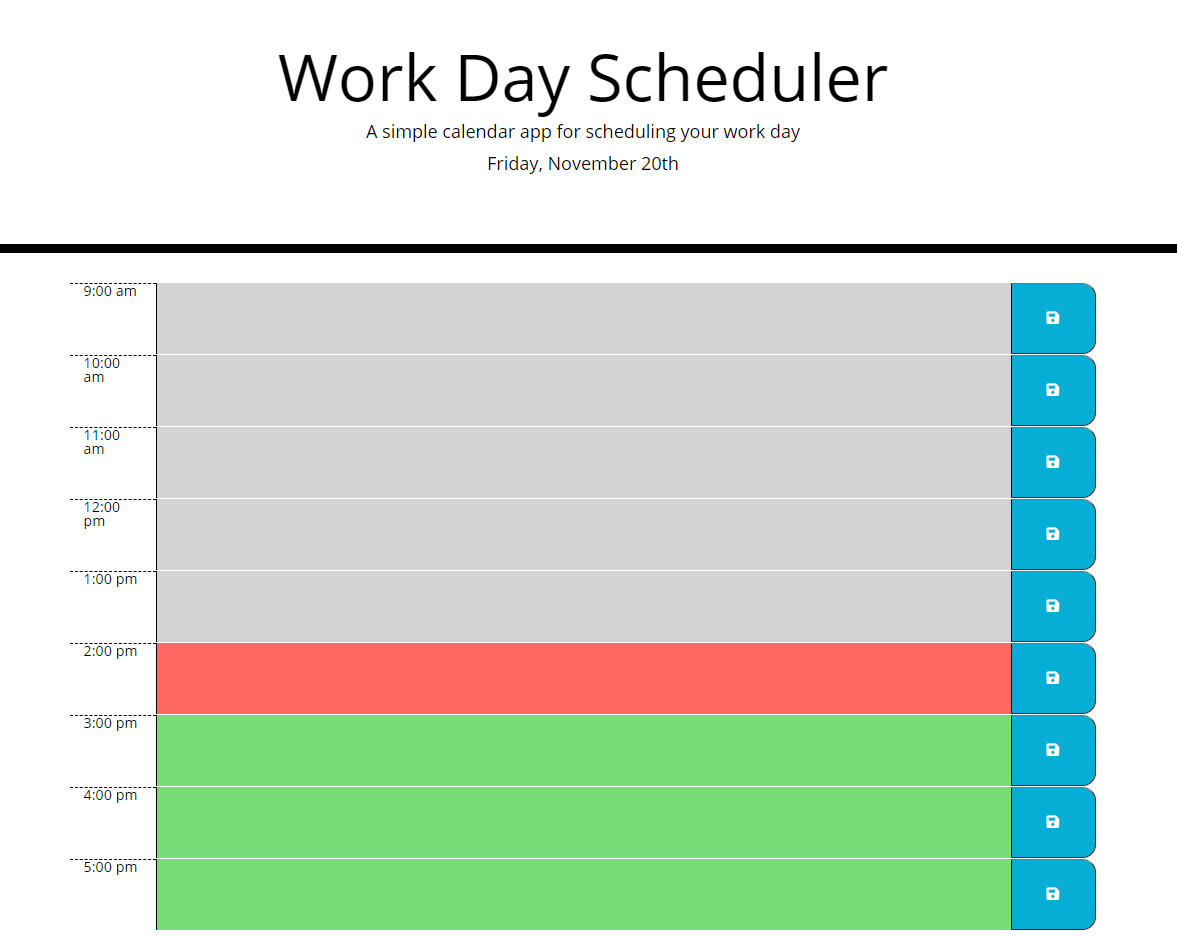 Work Day Scheduler
A simple calendar app for scheduling your work day
Friday, November 20th
9:00 am
10:00
am
11:00
am
12:00
pm
1:00 pm
2:00 pm
3:00 pm
4:00 pm
5:00 pm